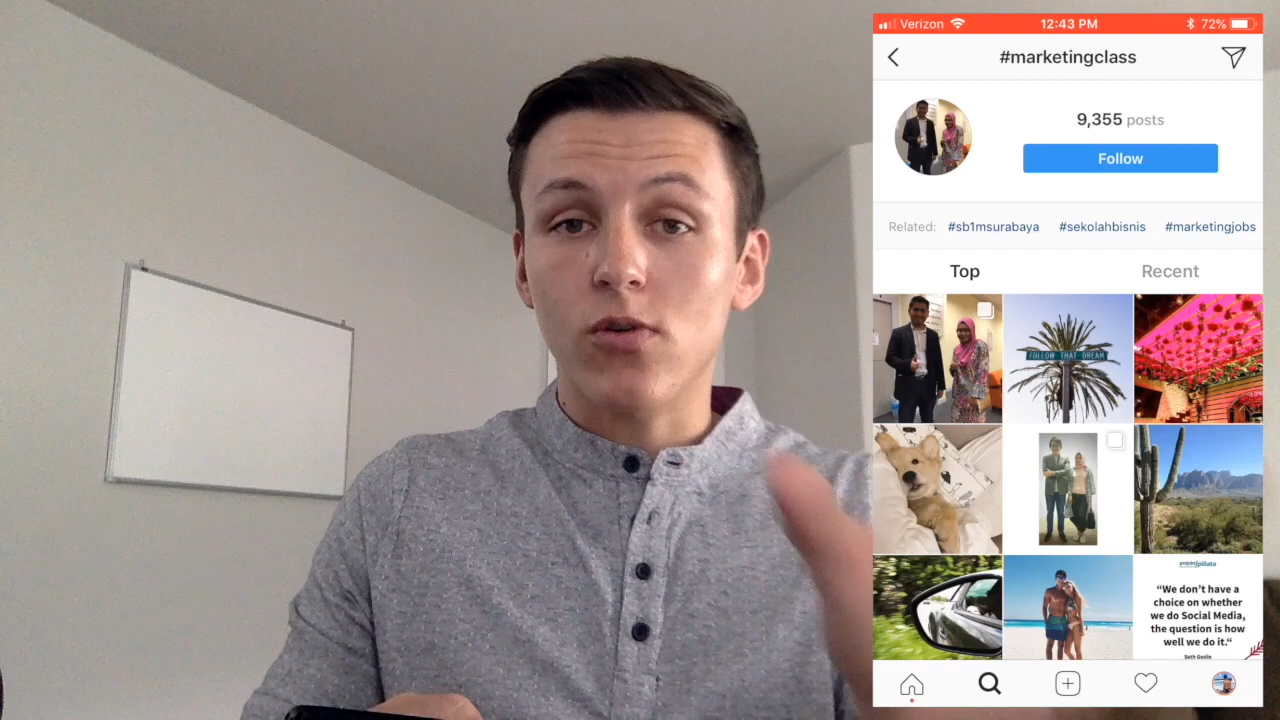 Verizon 12:43 PM 72%
#marketingclass
9,355 posts
Follow
Related: #sb1msurabaya #sekolahbisnis #marketingjobs
Top Recent
FOLLOW THAT DREAM
projektpiñata
“We don’t have a
choice on whether
we do Social Media,
the question is how
well we do it.“
Seth Godin